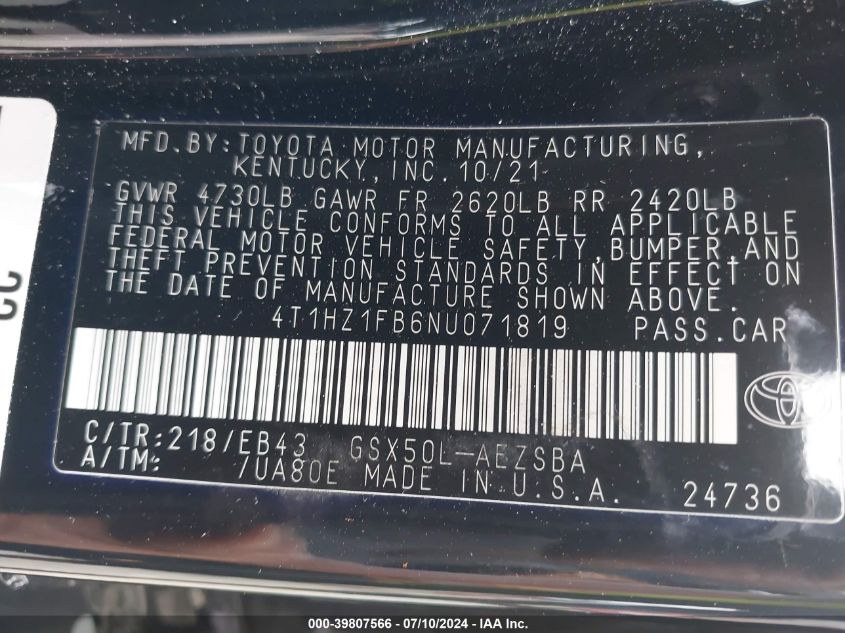 MFD. BY: TOYOTA MOTOR MANUFACTURING,
KENTUCKY, INC. 10/21
GVWR 4730LB GAWR FR 2620LB RR 2420LB
THIS VEHICLE CONFORMS TO ALL APPLICABLE
FEDERAL MOTOR VEHICLE SAFETY, BUMPER, AND
THEFT PREVENTION STANDARDS IN EFFECT ON
THE DATE OF MANUFACTURE SHOWN ABOVE.
4T1HZ1FB6NU071819 PASS.CAR
C/TR: 218/EB43 GSX50L-AEZSBA
A/TM: /UA80E MADE IN U.S.A. 24736
000-39807566 - 07/10/2024 - IAA Inc.